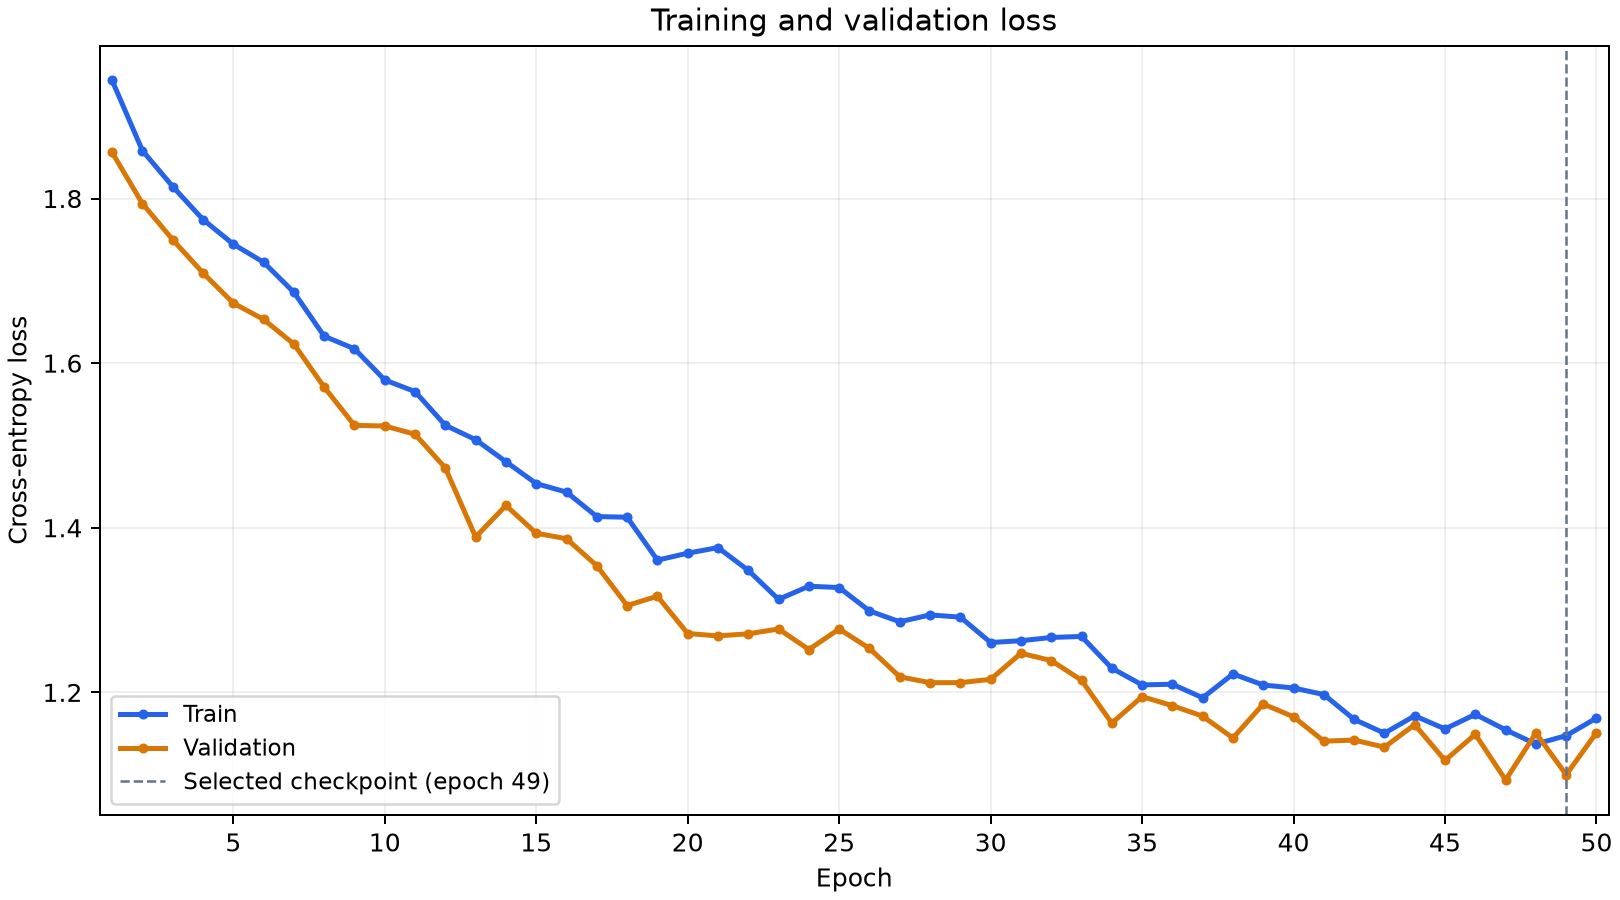 Training and validation loss
Cross-entropy loss
1.8
1.6
1.4
1.2
Train
Validation
Selected checkpoint (epoch 49)
5 10 15 20 25 30 35 40 45 50
Epoch